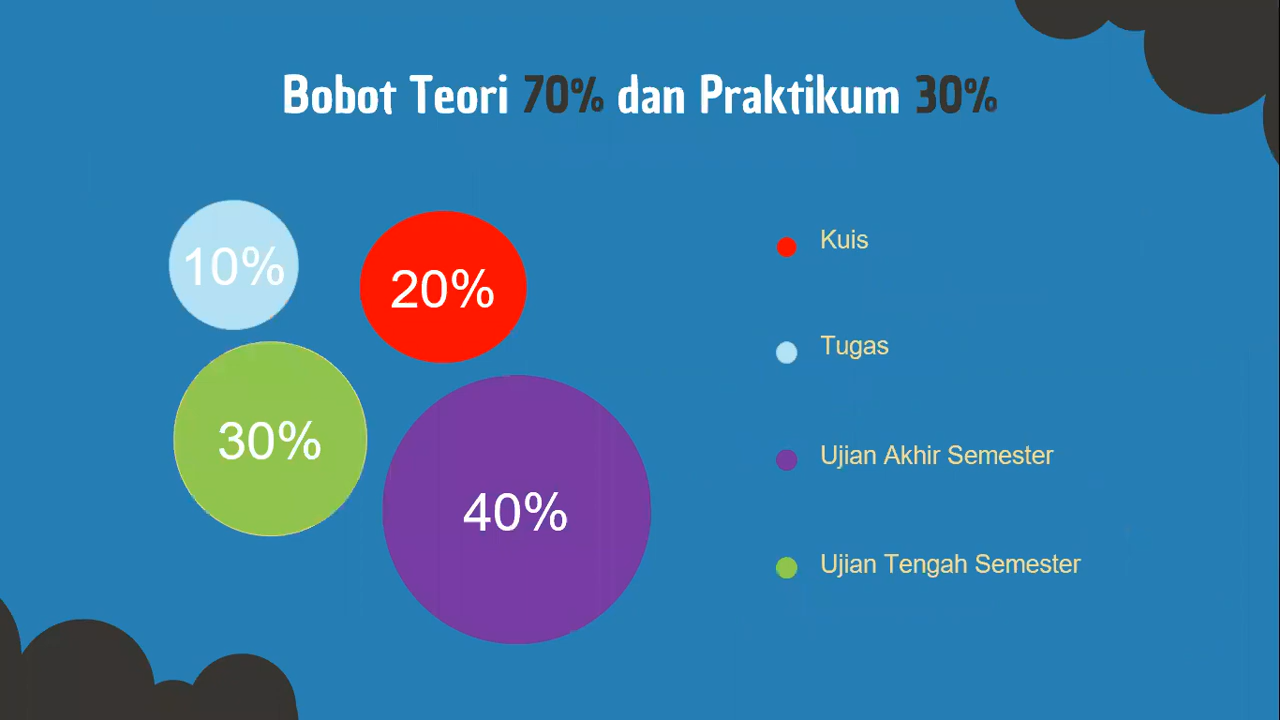 Bobot Teori 70% dan Praktikum 30%
10%
20%
30%
40%
Kuis
Tugas
Ujian Akhir Semester
Ujian Tengah Semester